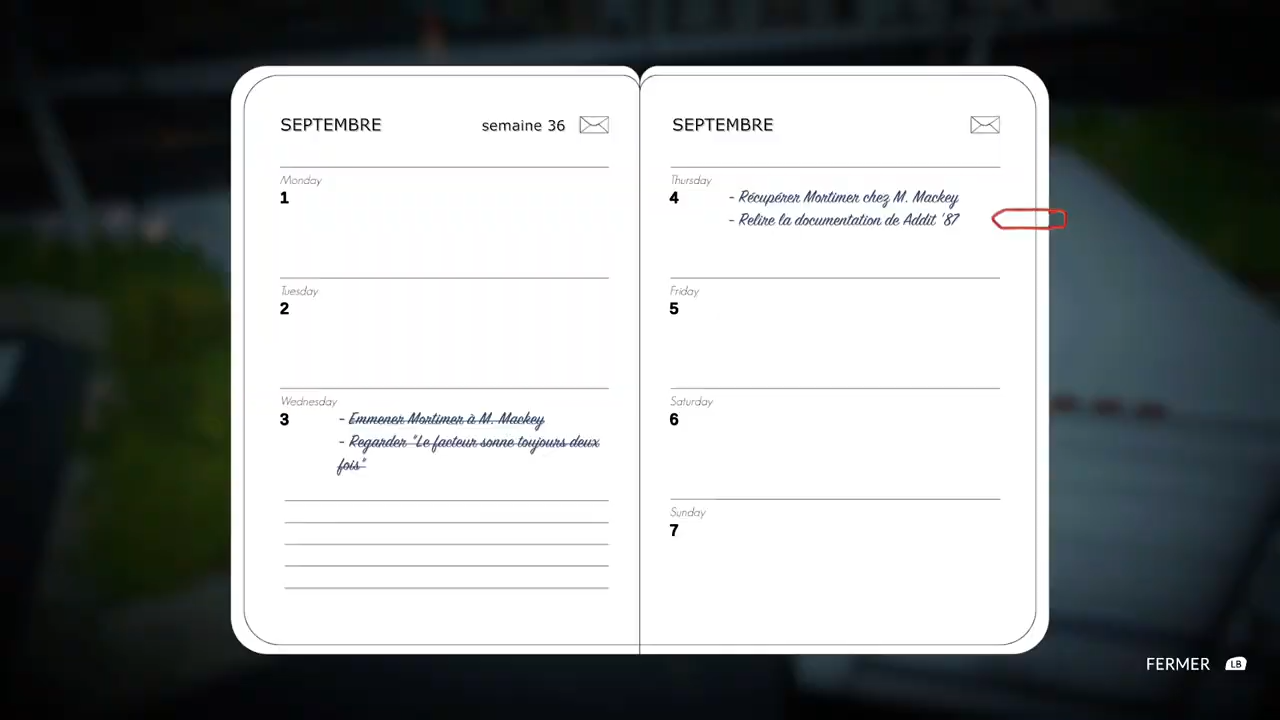 SEPTEMBRE semaine 36
Monday
1
Tuesday
2
Wednesday
3
- Emmener Mortimer à M. Mackey
- Regarder "Le facteur sonne toujours deux
fois"
SEPTEMBRE
Thursday
4
- Récupérer Mortimer chez M. Mackey
- Relire la documentation de Addit '87
Friday
5
Saturday
6
Sunday
7
FERMER LB